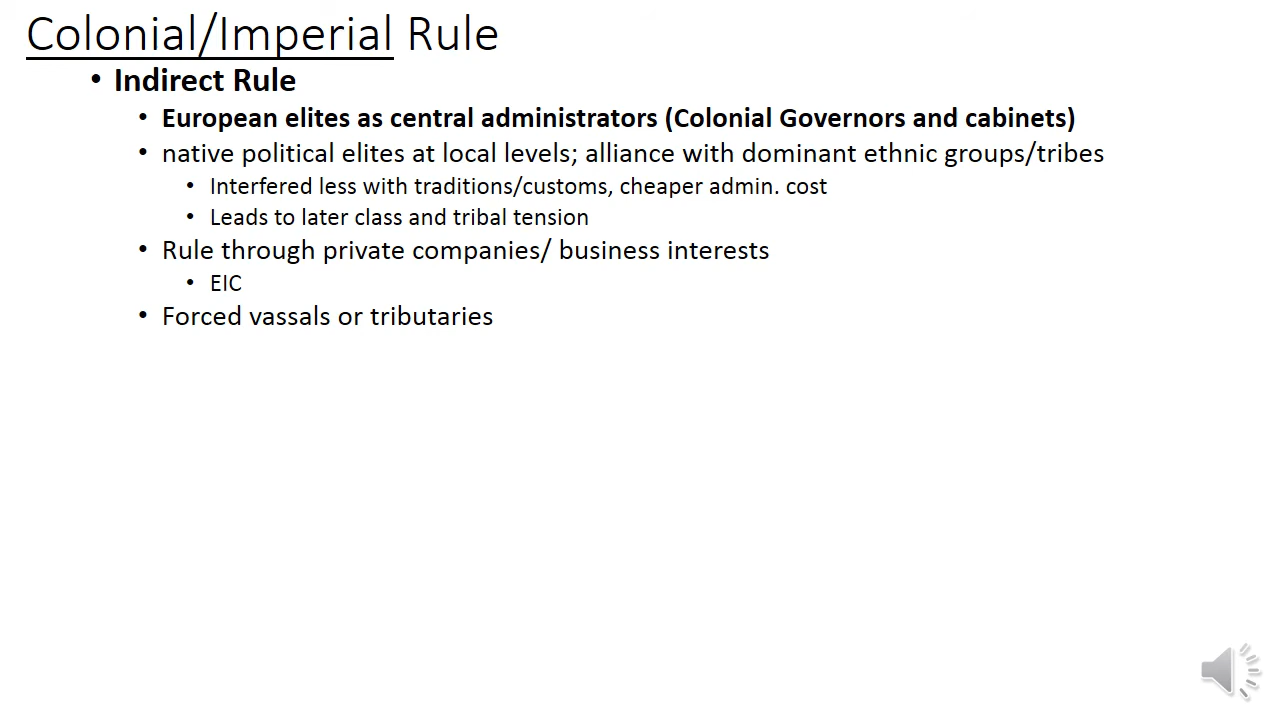 Colonial/Imperial Rule
• Indirect Rule
• European elites as central administrators (Colonial Governors and cabinets)
• native political elites at local levels; alliance with dominant ethnic groups/tribes
• Interfered less with traditions/customs, cheaper admin. cost
• Leads to later class and tribal tension
• Rule through private companies/ business interests
• EIC
• Forced vassals or tributaries